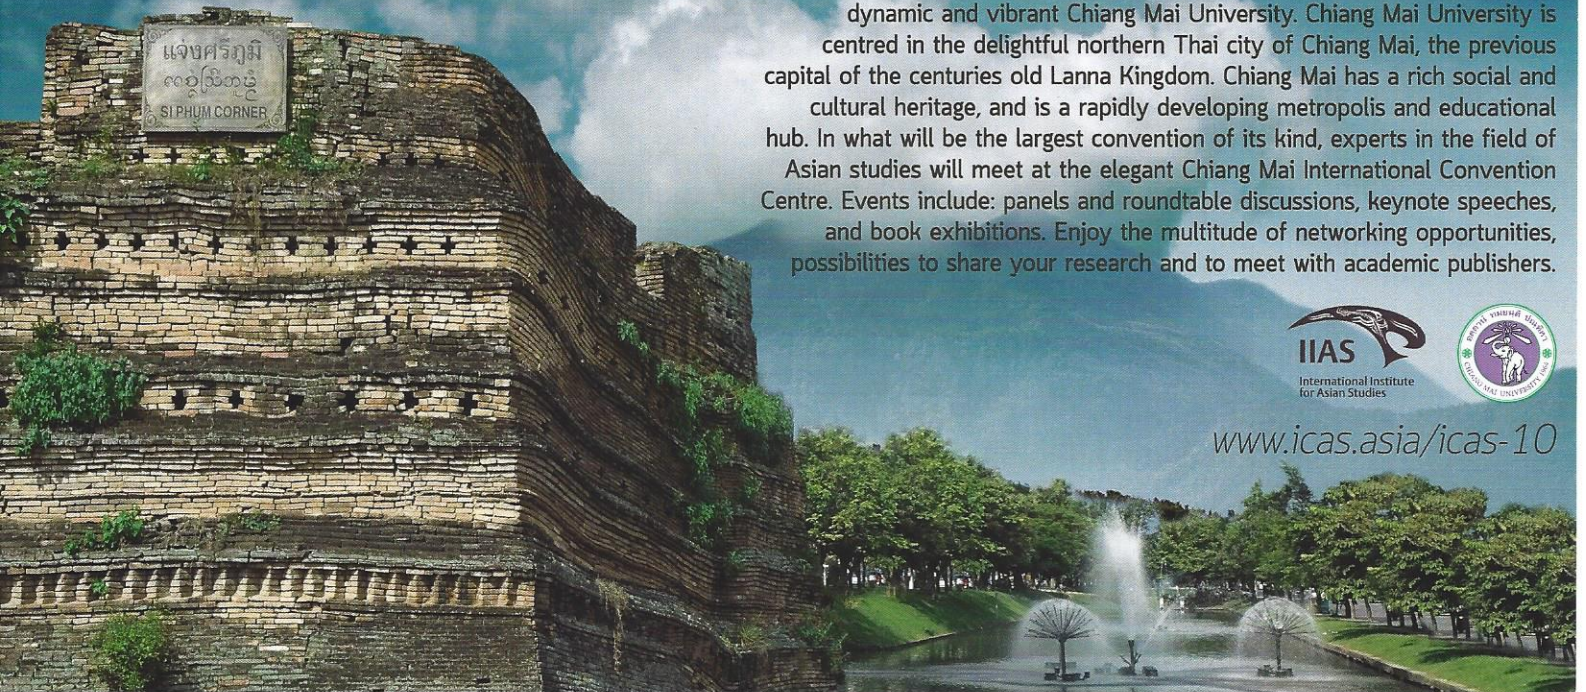 แจ่งศรีภูมิ
SI PHUM CORNER
dynamic and vibrant Chiang Mai University. Chiang Mai University is
centred in the delightful northern Thai city of Chiang Mai, the previous
capital of the centuries old Lanna Kingdom. Chiang Mai has a rich social and
cultural heritage, and is a rapidly developing metropolis and educational
hub. In what will be the largest convention of its kind, experts in the field of
Asian studies will meet at the elegant Chiang Mai International Convention
Centre. Events include: panels and roundtable discussions, keynote speeches,
and book exhibitions. Enjoy the multitude of networking opportunities,
possibilities to share your research and to meet with academic publishers.
IIAS
International Institute
for Asian Studies
CHIANG MAI UNIVERSITY 1964
www.icas.asia/icas-10